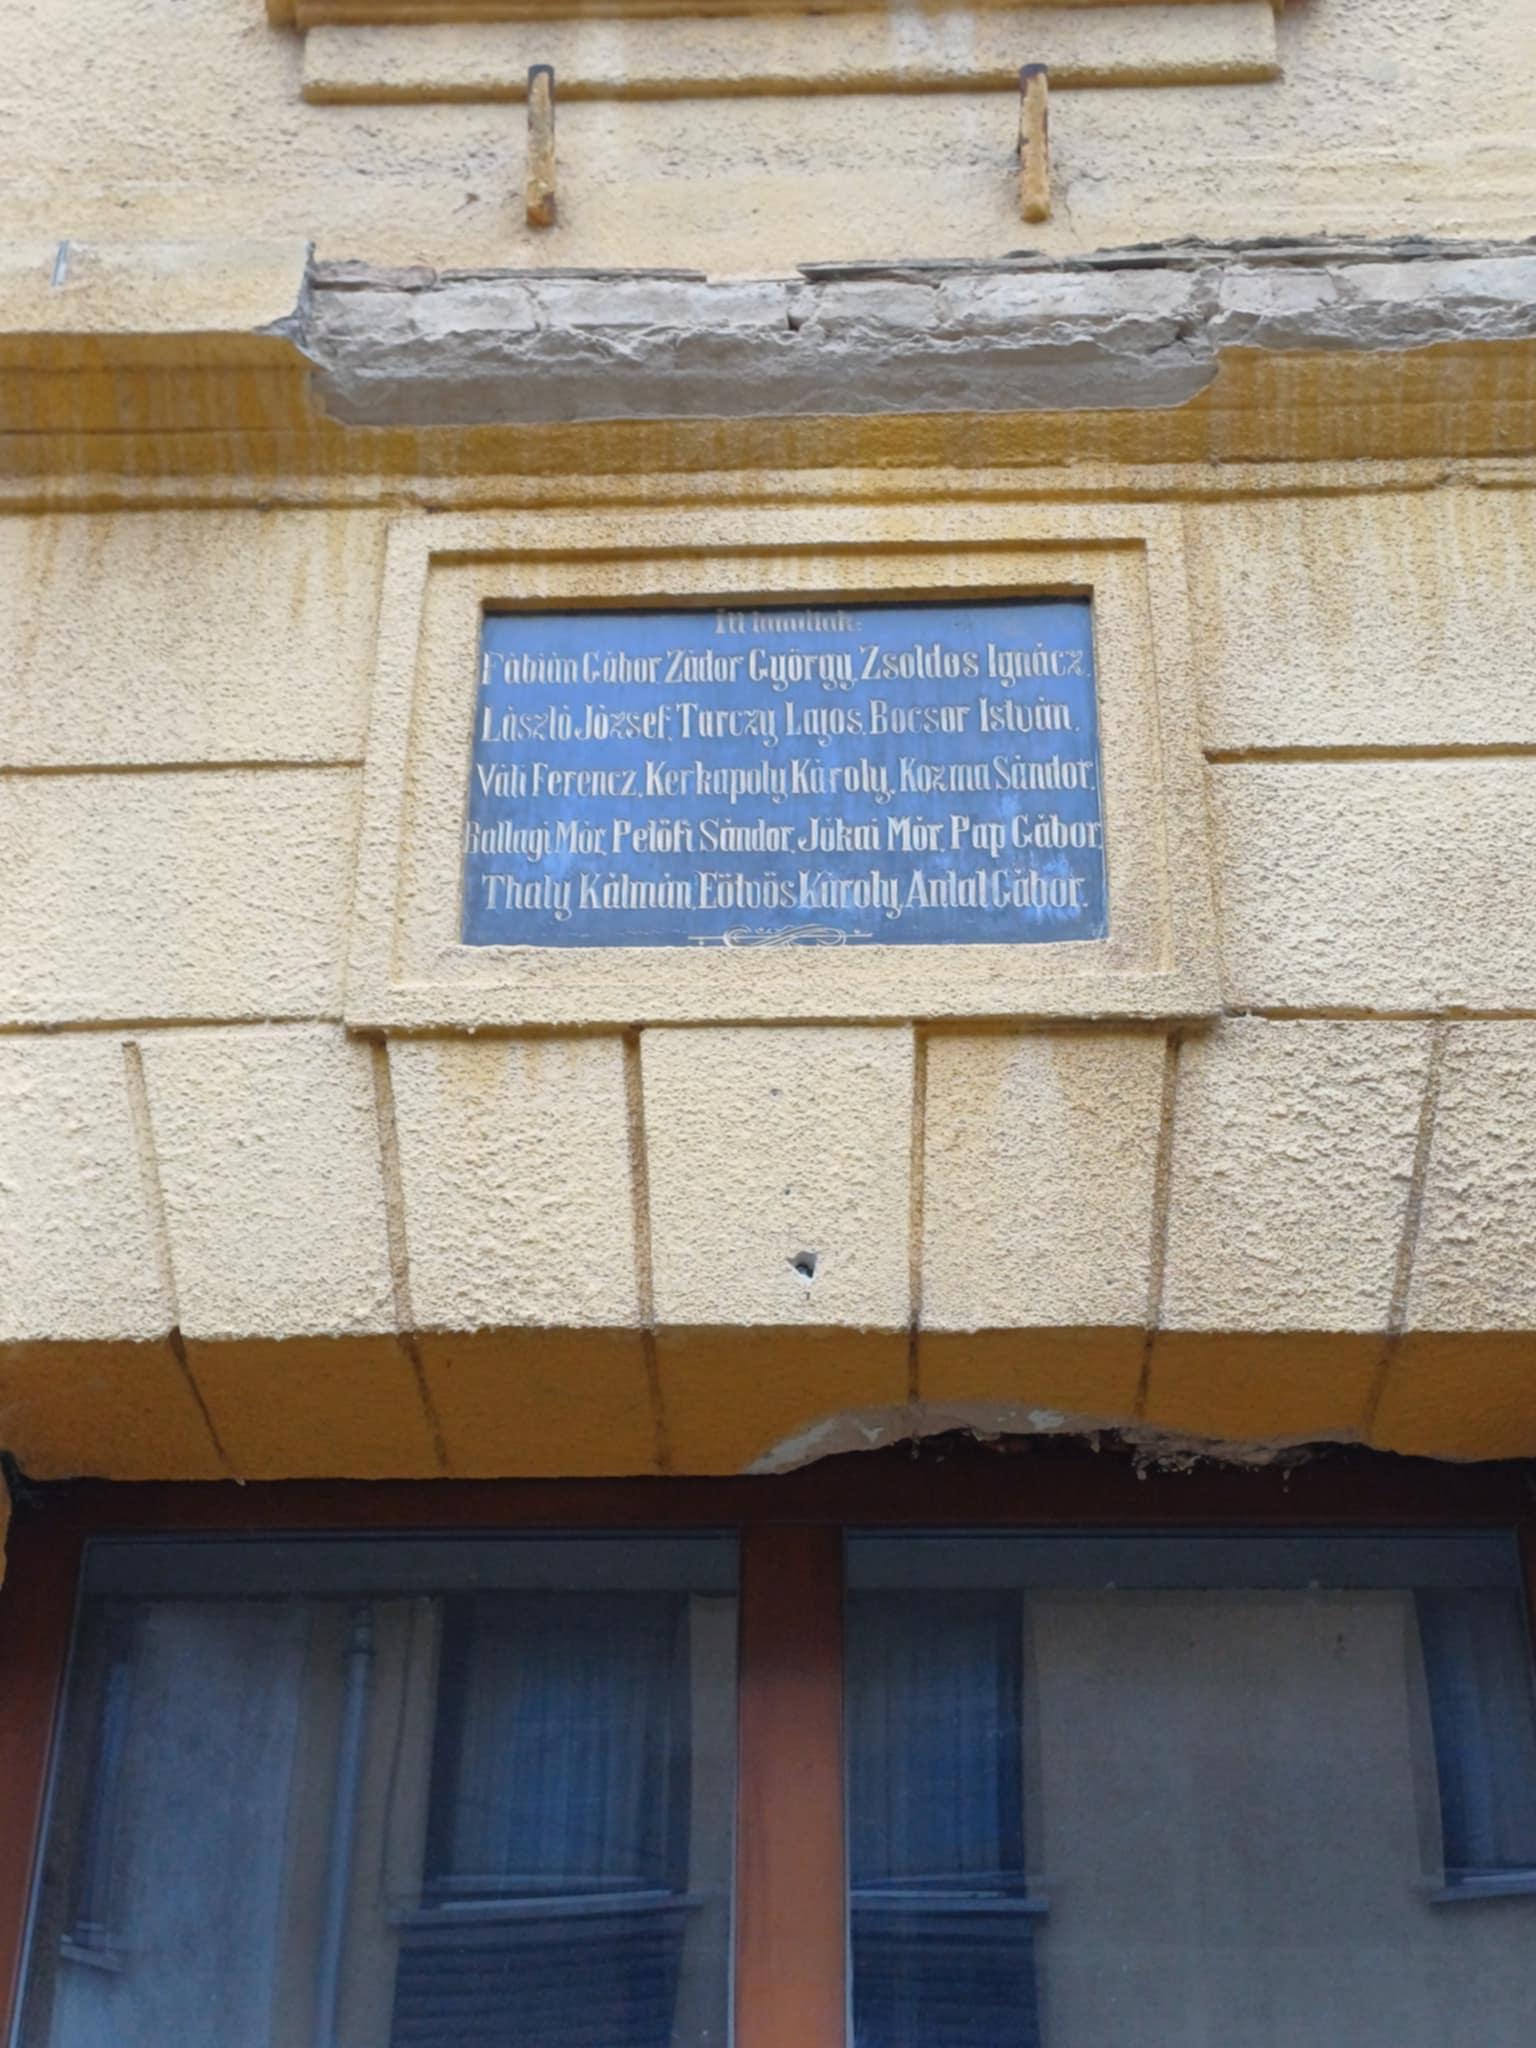 Itt tanultak:
Fábián Gábor, Zádor György, Zsoldos Ignácz,
László József, Tarczy Lajos, Bocsor István,
Váli Ferencz, Kerkapoly Károly, Kozma Sándor,
Ballagi Mór, Petőfi Sándor, Jókai Mór, Pap Gábor,
Thaly Kálmán, Eötvös Károly, Antal Gábor.